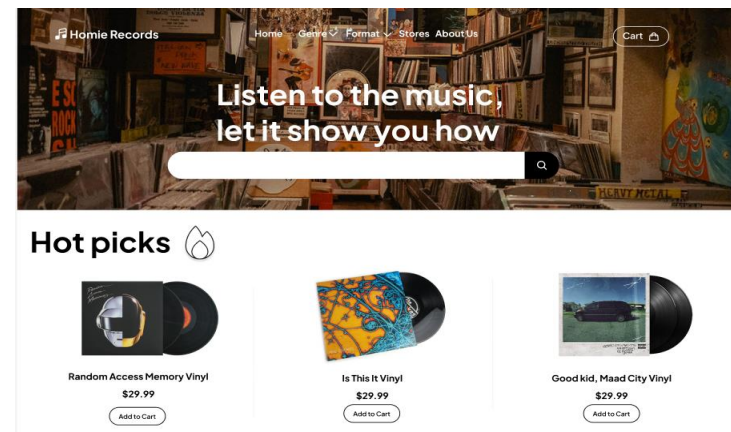 Homie Records
Home Genre Format Stores About Us
Cart
Listen to the music,
let it show you how
HEAVY METAL
Hot picks
Random Access Memory Vinyl
Is This It Vinyl
Good kid, Maad City Vinyl
$29.99
$29.99
$29.99
Add to Cart
Add to Cart
Add to Cart